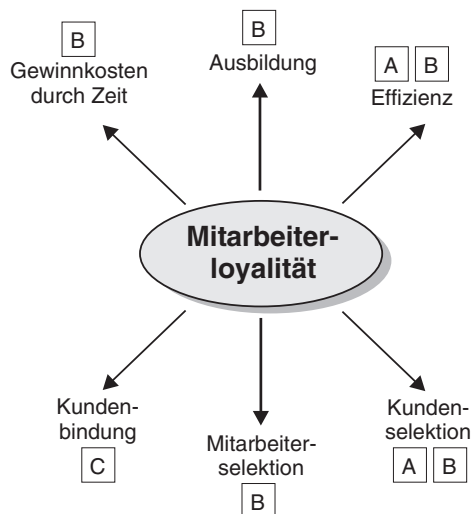 B
Gewinnkosten
durch Zeit
B
Ausbildung
A B
Effizienz
Mitarbeiter-
loyalität
Kunden-
bindung
C
Mitarbeiter-
selektion
B
Kunden-
selektion
A B